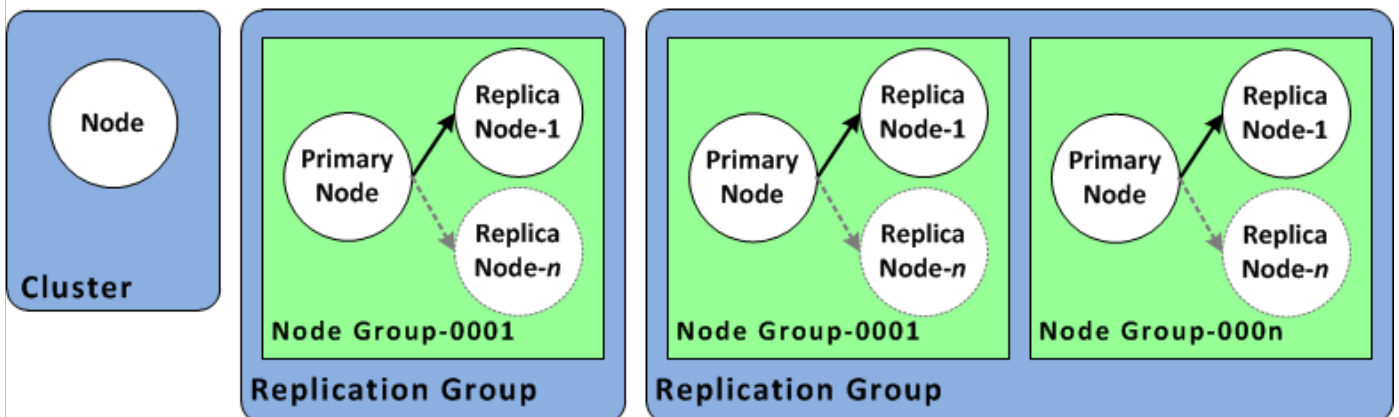 Node
Cluster
Primary
Node
Replica
Node-1
Replica
Node-n
Node Group-0001
Replication Group
Primary
Node
Replica
Node-1
Replica
Node-n
Node Group-0001
Primary
Node
Replica
Node-1
Replica
Node-n
Node Group-000n
Replication Group